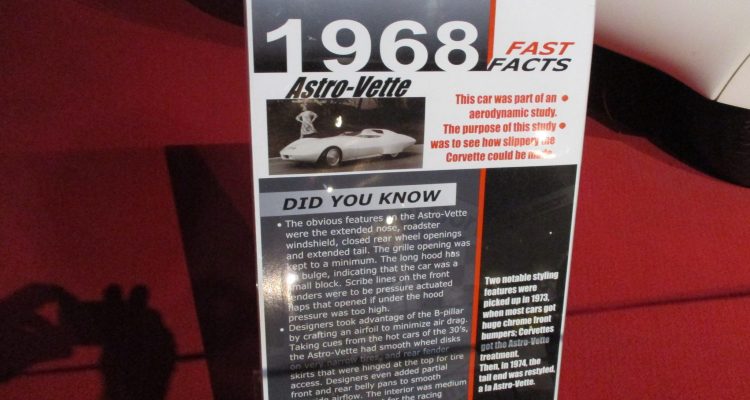 1968
FAST
FACTS
Astro-Vette
This car was part of an
aerodynamic study.
The purpose of this study
was to see how slippery the
Corvette could be made.
DID YOU KNOW
• The obvious features on the Astro-Vette
were the extended nose, roadster
windshield, closed rear wheel openings
and extended tail. The grille opening was
kept to a minimum. The long hood has
bulge, indicating that the car was a
small block. Scribe lines on the front
fenders were to be pressure actuated
flaps that opened if under the hood
pressure was too high.
• Designers took advantage of the B-pillar
by crafting an airfoil to minimize air drag.
Taking cues from the hot cars of the 30's,
the Astro-Vette had smooth wheel disks
on very narrow tires, and rear fender
skirts that were hinged at the top for tire
access. Designers even added partial
front and rear belly pans to smooth
airflow. The interior was medium
for the racing
Two notable styling
features were
picked up in 1973,
when most cars got
huge chrome front
bumpers; Corvettes
got the Astro-Vette
treatment.
Then, in 1974, the
tail end was restyled,
a la Astro-Vette.